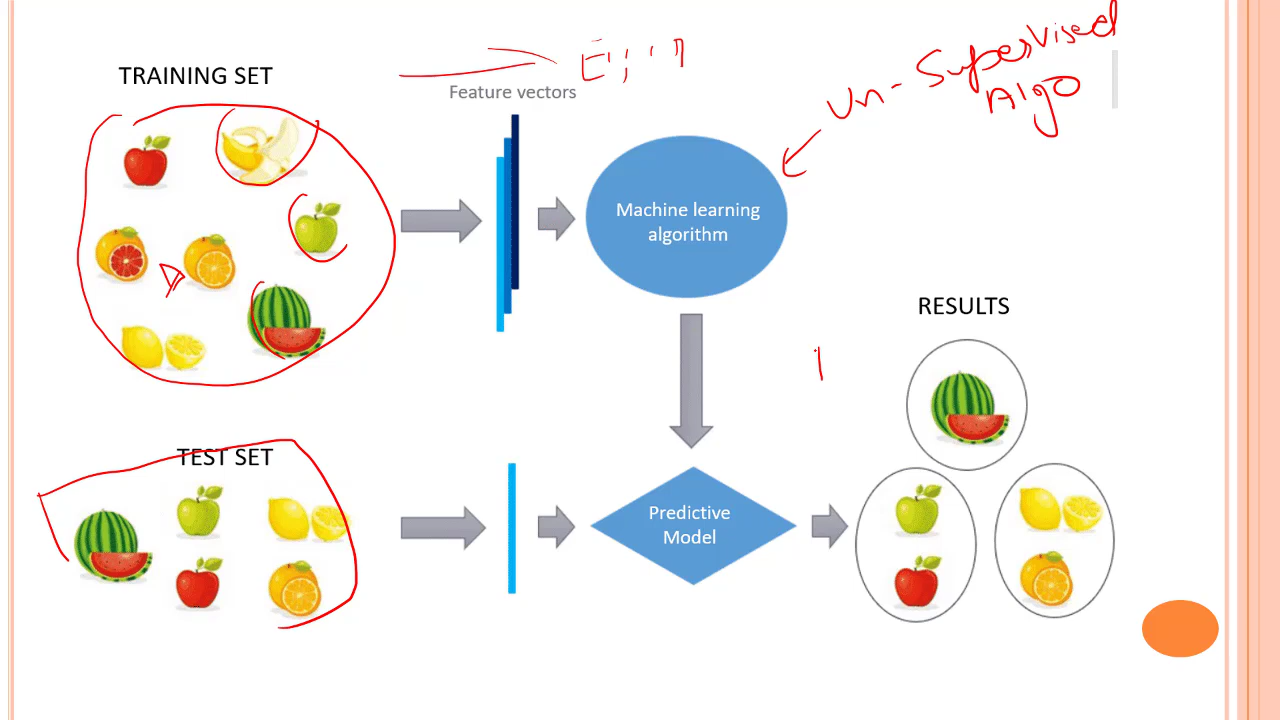 TRAINING SET
Feature vectors
Un-Supervised
Algo
Machine learning
algorithm
RESULTS
TEST SET
Predictive
Model